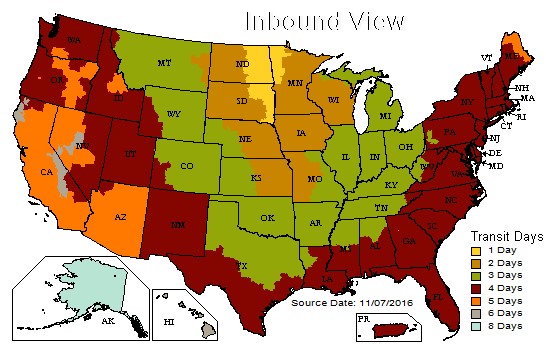 Inbound View
WA
OR
CA
NV
ID
MT
WY
UT
CO
AZ
NM
ND
SD
NE
KS
OK
TX
MN
IA
MO
AR
LA
WI
IL
IN
MI
OH
KY
TN
MS
AL
GA
FL
SC
NC
VA
WV
PA
NY
ME
VT
NH
MA
RI
CT
NJ
DE
MD
AK
HI
PR
Transit Days
1 Day
2 Days
3 Days
4 Days
5 Days
6 Days
8 Days
Source Date: 11/07/2016